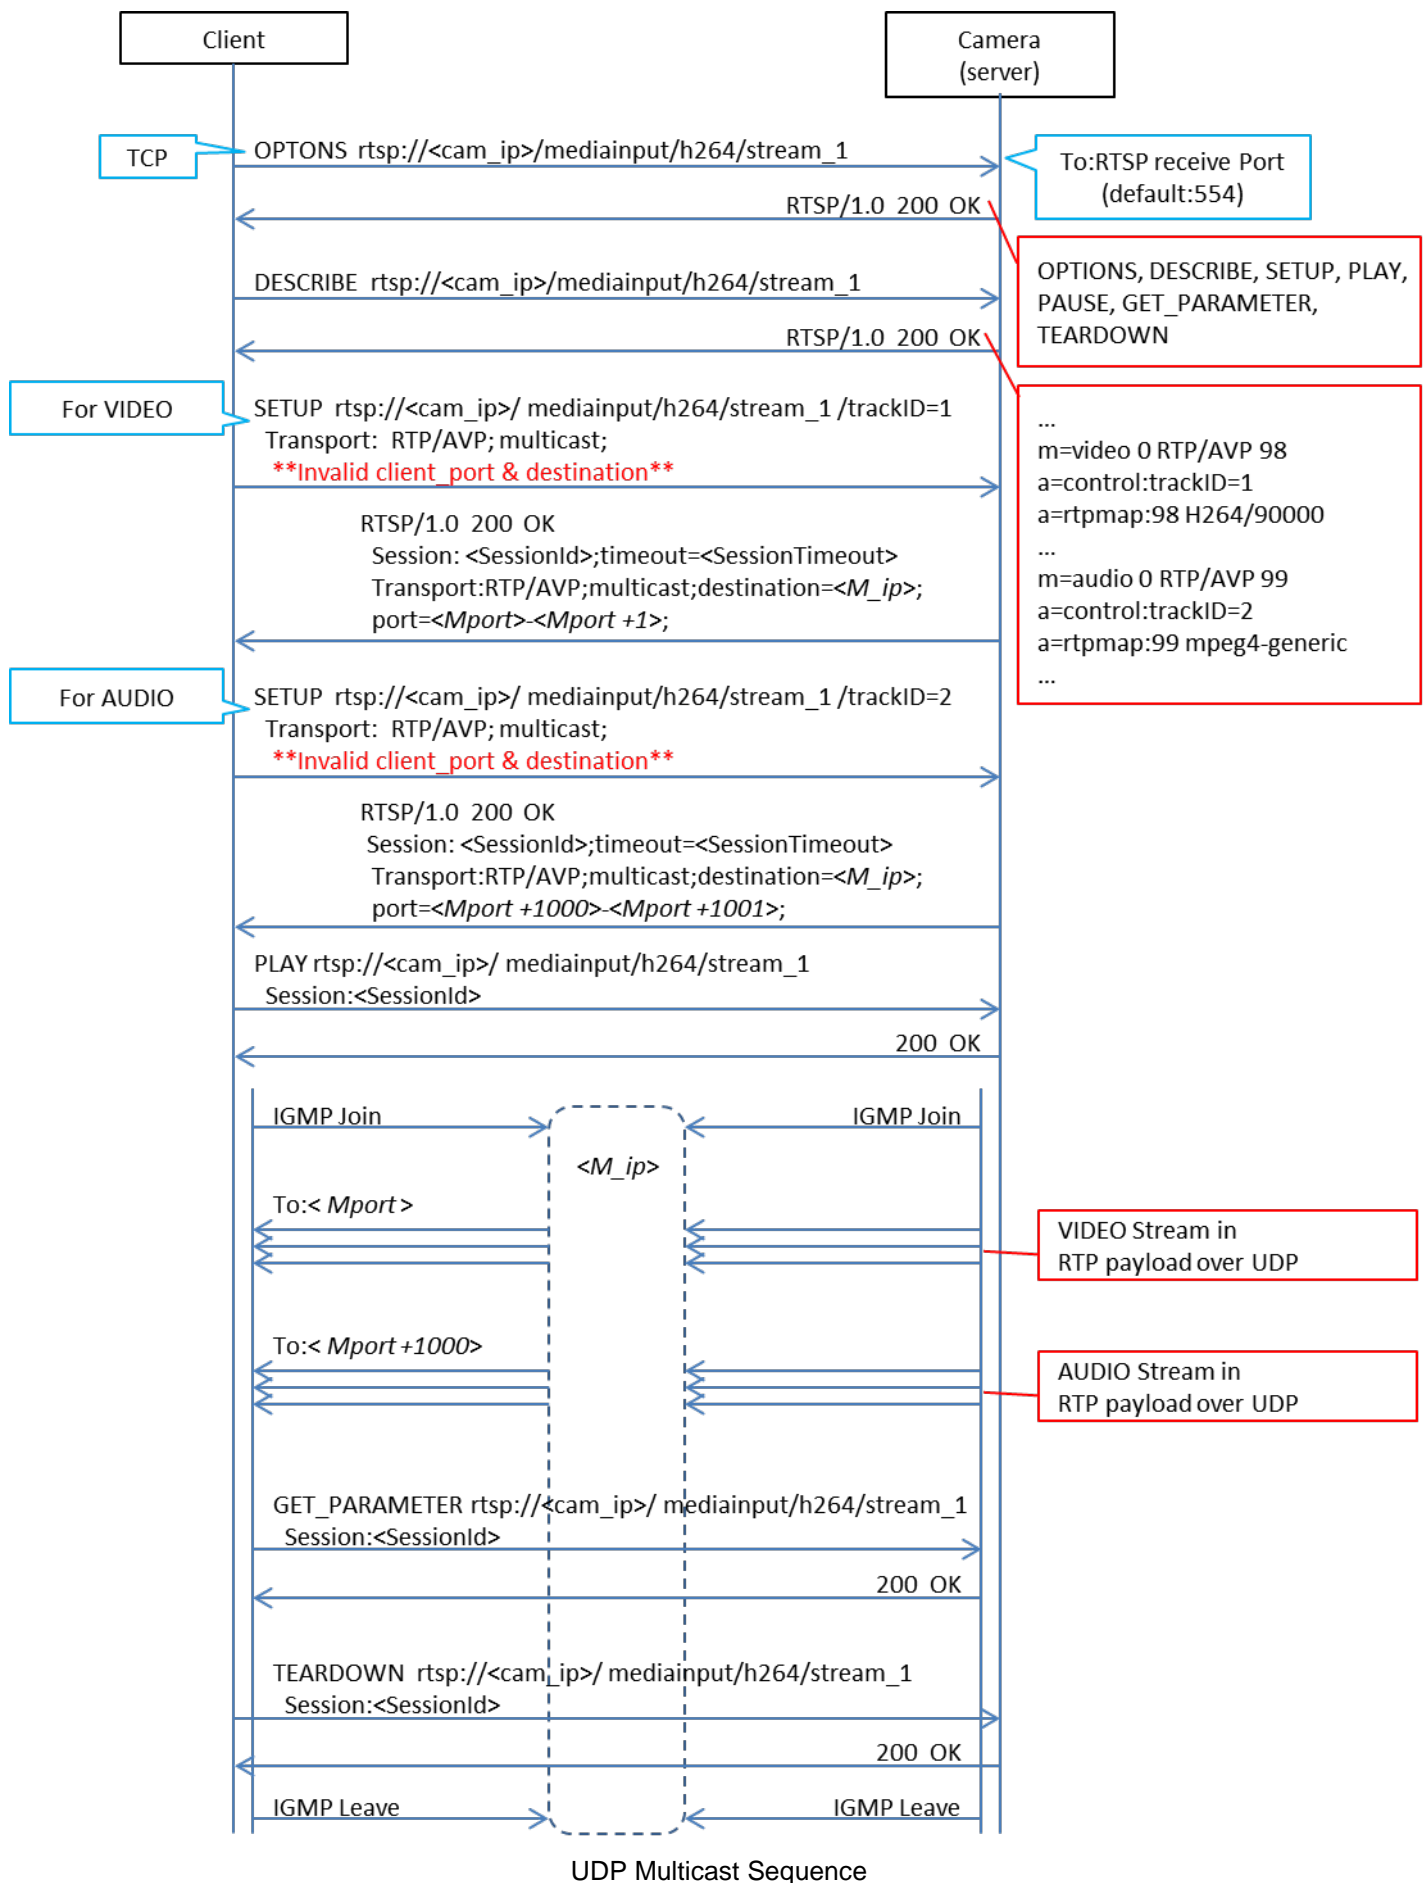 Client
Camera
(server)
TCP
OPTONS rtsp://<cam_ip>/mediainput/h264/stream_1
To:RTSP receive Port
(default:554)
RTSP/1.0 200 OK
OPTIONS, DESCRIBE, SETUP, PLAY,
PAUSE, GET_PARAMETER,
TEARDOWN
DESCRIBE rtsp://<cam_ip>/mediainput/h264/stream_1
RTSP/1.0 200 OK
...
m=video 0 RTP/AVP 98
a=control:trackID=1
a=rtpmap:98 H264/90000
...
m=audio 0 RTP/AVP 99
a=control:trackID=2
a=rtpmap:99 mpeg4-generic
...
For VIDEO
SETUP rtsp://<cam_ip>/ mediainput/h264/stream_1 /trackID=1
Transport: RTP/AVP; multicast;
**Invalid client_port & destination**
RTSP/1.0 200 OK
Session: <SessionId>;timeout=<SessionTimeout>
Transport:RTP/AVP;multicast;destination=<M_ip>;
port=<Mport>-<Mport +1>;
For AUDIO
SETUP rtsp://<cam_ip>/ mediainput/h264/stream_1 /trackID=2
Transport: RTP/AVP; multicast;
**Invalid client_port & destination**
RTSP/1.0 200 OK
Session: <SessionId>;timeout=<SessionTimeout>
Transport:RTP/AVP;multicast;destination=<M_ip>;
port=<Mport +1000>-<Mport +1001>;
PLAY rtsp://<cam_ip>/ mediainput/h264/stream_1
Session:<SessionId>
200 OK
IGMP Join
IGMP Join
<M_ip>
To:< Mport >
VIDEO Stream in
RTP payload over UDP
To:< Mport +1000>
AUDIO Stream in
RTP payload over UDP
GET_PARAMETER rtsp://<cam_ip>/ mediainput/h264/stream_1
Session:<SessionId>
200 OK
TEARDOWN rtsp://<cam_ip>/ mediainput/h264/stream_1
Session:<SessionId>
200 OK
IGMP Leave
IGMP Leave
UDP Multicast Sequence